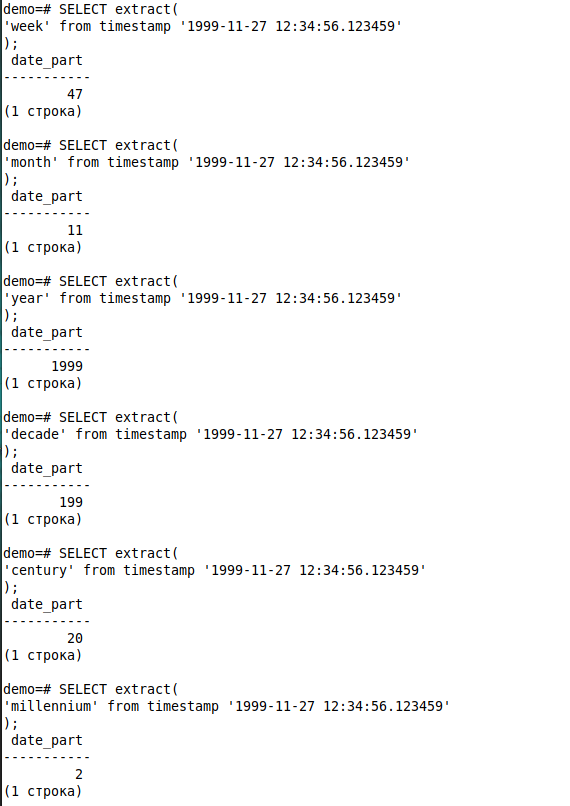 demo=# SELECT extract(
'week' from timestamp '1999-11-27 12:34:56.123459'
);
 date_part
-----------
        47
(1 строка)

demo=# SELECT extract(
'month' from timestamp '1999-11-27 12:34:56.123459'
);
 date_part
-----------
        11
(1 строка)

demo=# SELECT extract(
'year' from timestamp '1999-11-27 12:34:56.123459'
);
 date_part
-----------
      1999
(1 строка)

demo=# SELECT extract(
'decade' from timestamp '1999-11-27 12:34:56.123459'
);
 date_part
-----------
       199
(1 строка)

demo=# SELECT extract(
'century' from timestamp '1999-11-27 12:34:56.123459'
);
 date_part
-----------
        20
(1 строка)

demo=# SELECT extract(
'millennium' from timestamp '1999-11-27 12:34:56.123459'
);
 date_part
-----------
         2
(1 строка)